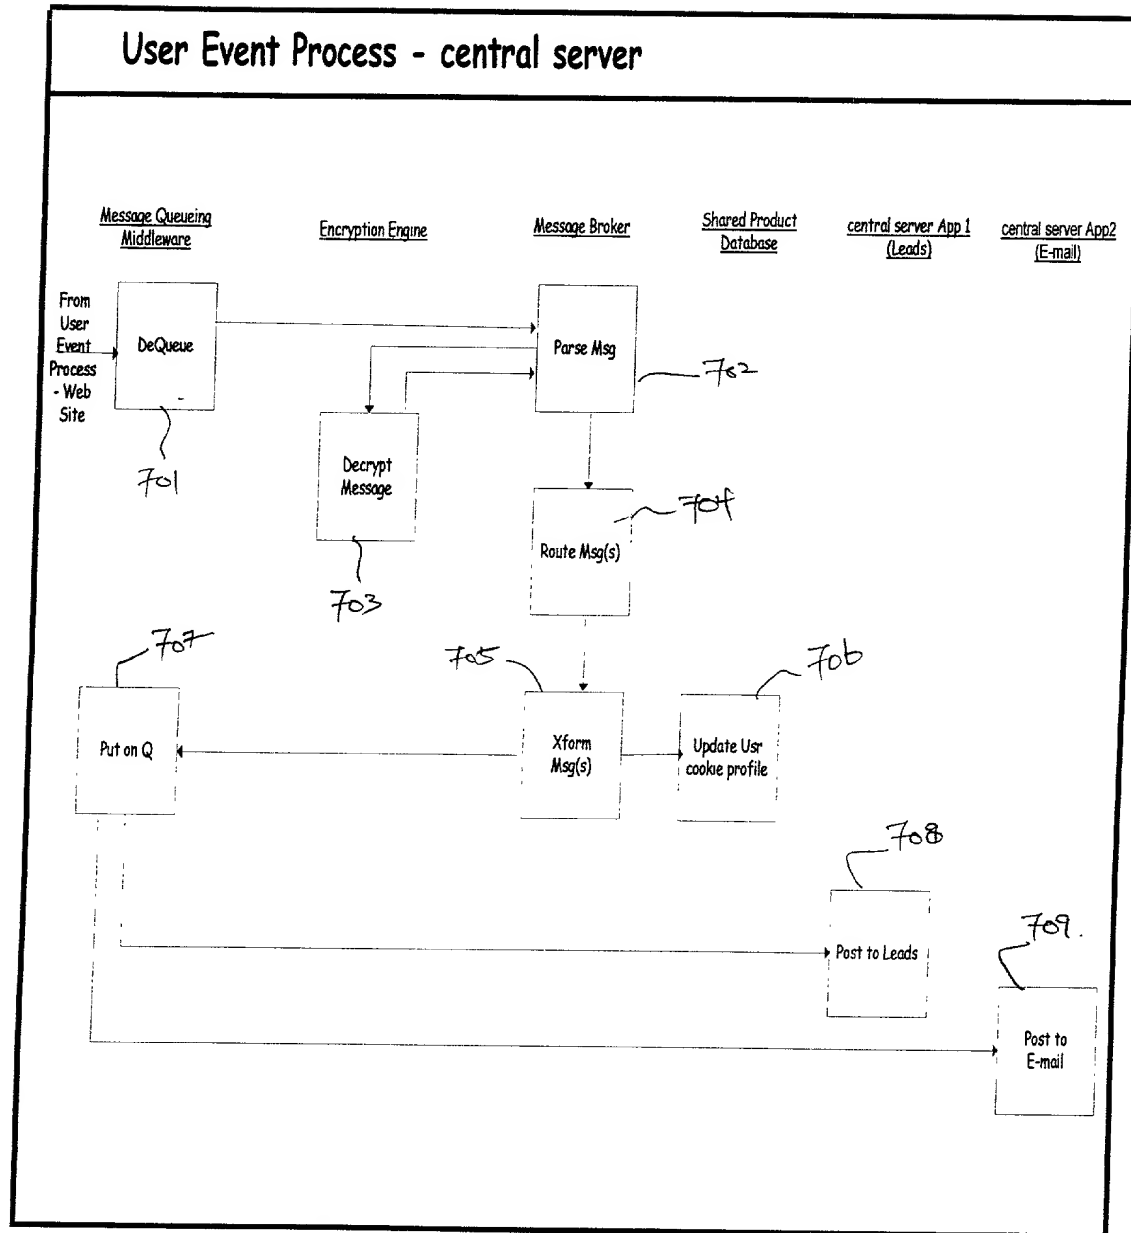 User Event Process - central server
Message Queueing
Middleware
Encryption Engine
Message Broker
Shared Product
Database
central server App 1
(Leads)
central server App2
(E-mail)
From
User
Event
Process
- Web
Site
DeQueue
Parse Msg
702
701
Decrypt
Message
703
704
Route Msg(s)
707
705
706
Put on Q
Xform
Msg(s)
Update Usr
cookie profile
708
Post to Leads
709.
Post to
E-mail